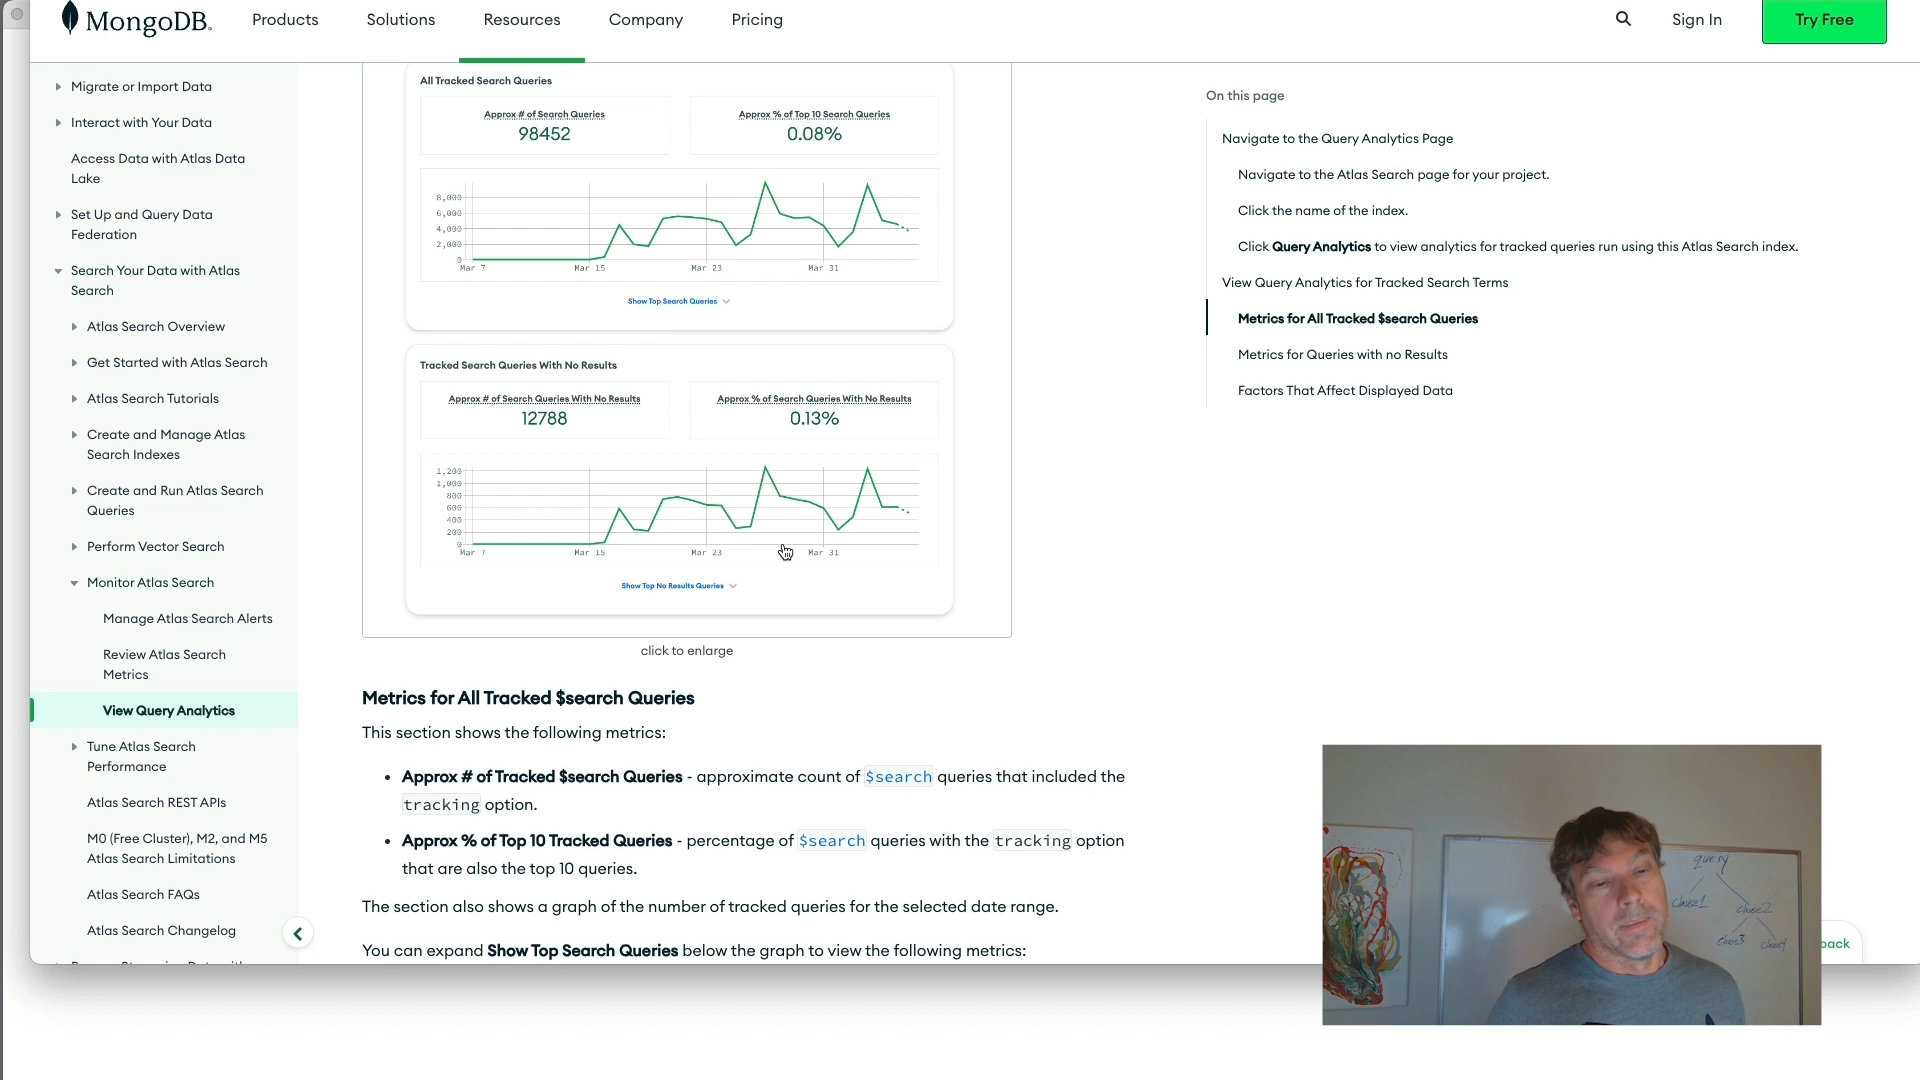 MongoDB.
Products
Solutions
Resources
Company
Pricing
Sign In
Try Free
Migrate or Import Data
Interact with Your Data
Access Data with Atlas Data
Lake
Set Up and Query Data
Federation
Search Your Data with Atlas
Search
Atlas Search Overview
Get Started with Atlas Search
Atlas Search Tutorials
Create and Manage Atlas
Search Indexes
Create and Run Atlas Search
Queries
Perform Vector Search
Monitor Atlas Search
Manage Atlas Search Alerts
Review Atlas Search
Metrics
View Query Analytics
Tune Atlas Search
Performance
Atlas Search REST APIs
M0 (Free Cluster), M2, and M5
Atlas Search Limitations
Atlas Search FAQs
Atlas Search Changelog
All Tracked Search Queries
Approx # of Search Queries
98452
Approx % of Top 10 Search Queries
0.08%
8,000
6,000
4,000
2,000
0
Mar 7
Mar 15
Mar 23
Mar 31
Show Top Search Queries
Tracked Search Queries With No Results
Approx # of Search Queries With No Results
12788
Approx % of Search Queries With No Results
0.13%
1,200
1,000
800
600
400
200
0
Mar 7
Mar 15
Mar 23
Mar 31
Show Top No Results Queries
click to enlarge
Metrics for All Tracked $search Queries
This section shows the following metrics:
• Approx # of Tracked $search Queries - approximate count of $search queries that included the
tracking option.
• Approx % of Top 10 Tracked Queries - percentage of $search queries with the tracking option
that are also the top 10 queries.
The section also shows a graph of the number of tracked queries for the selected date range.
You can expand Show Top Search Queries below the graph to view the following metrics:
On this page
Navigate to the Query Analytics Page
Navigate to the Atlas Search page for your project.
Click the name of the index.
Click Query Analytics to view analytics for tracked queries run using this Atlas Search index.
View Query Analytics for Tracked Search Terms
Metrics for All Tracked $search Queries
Metrics for Queries with no Results
Factors That Affect Displayed Data
query
clause1
back